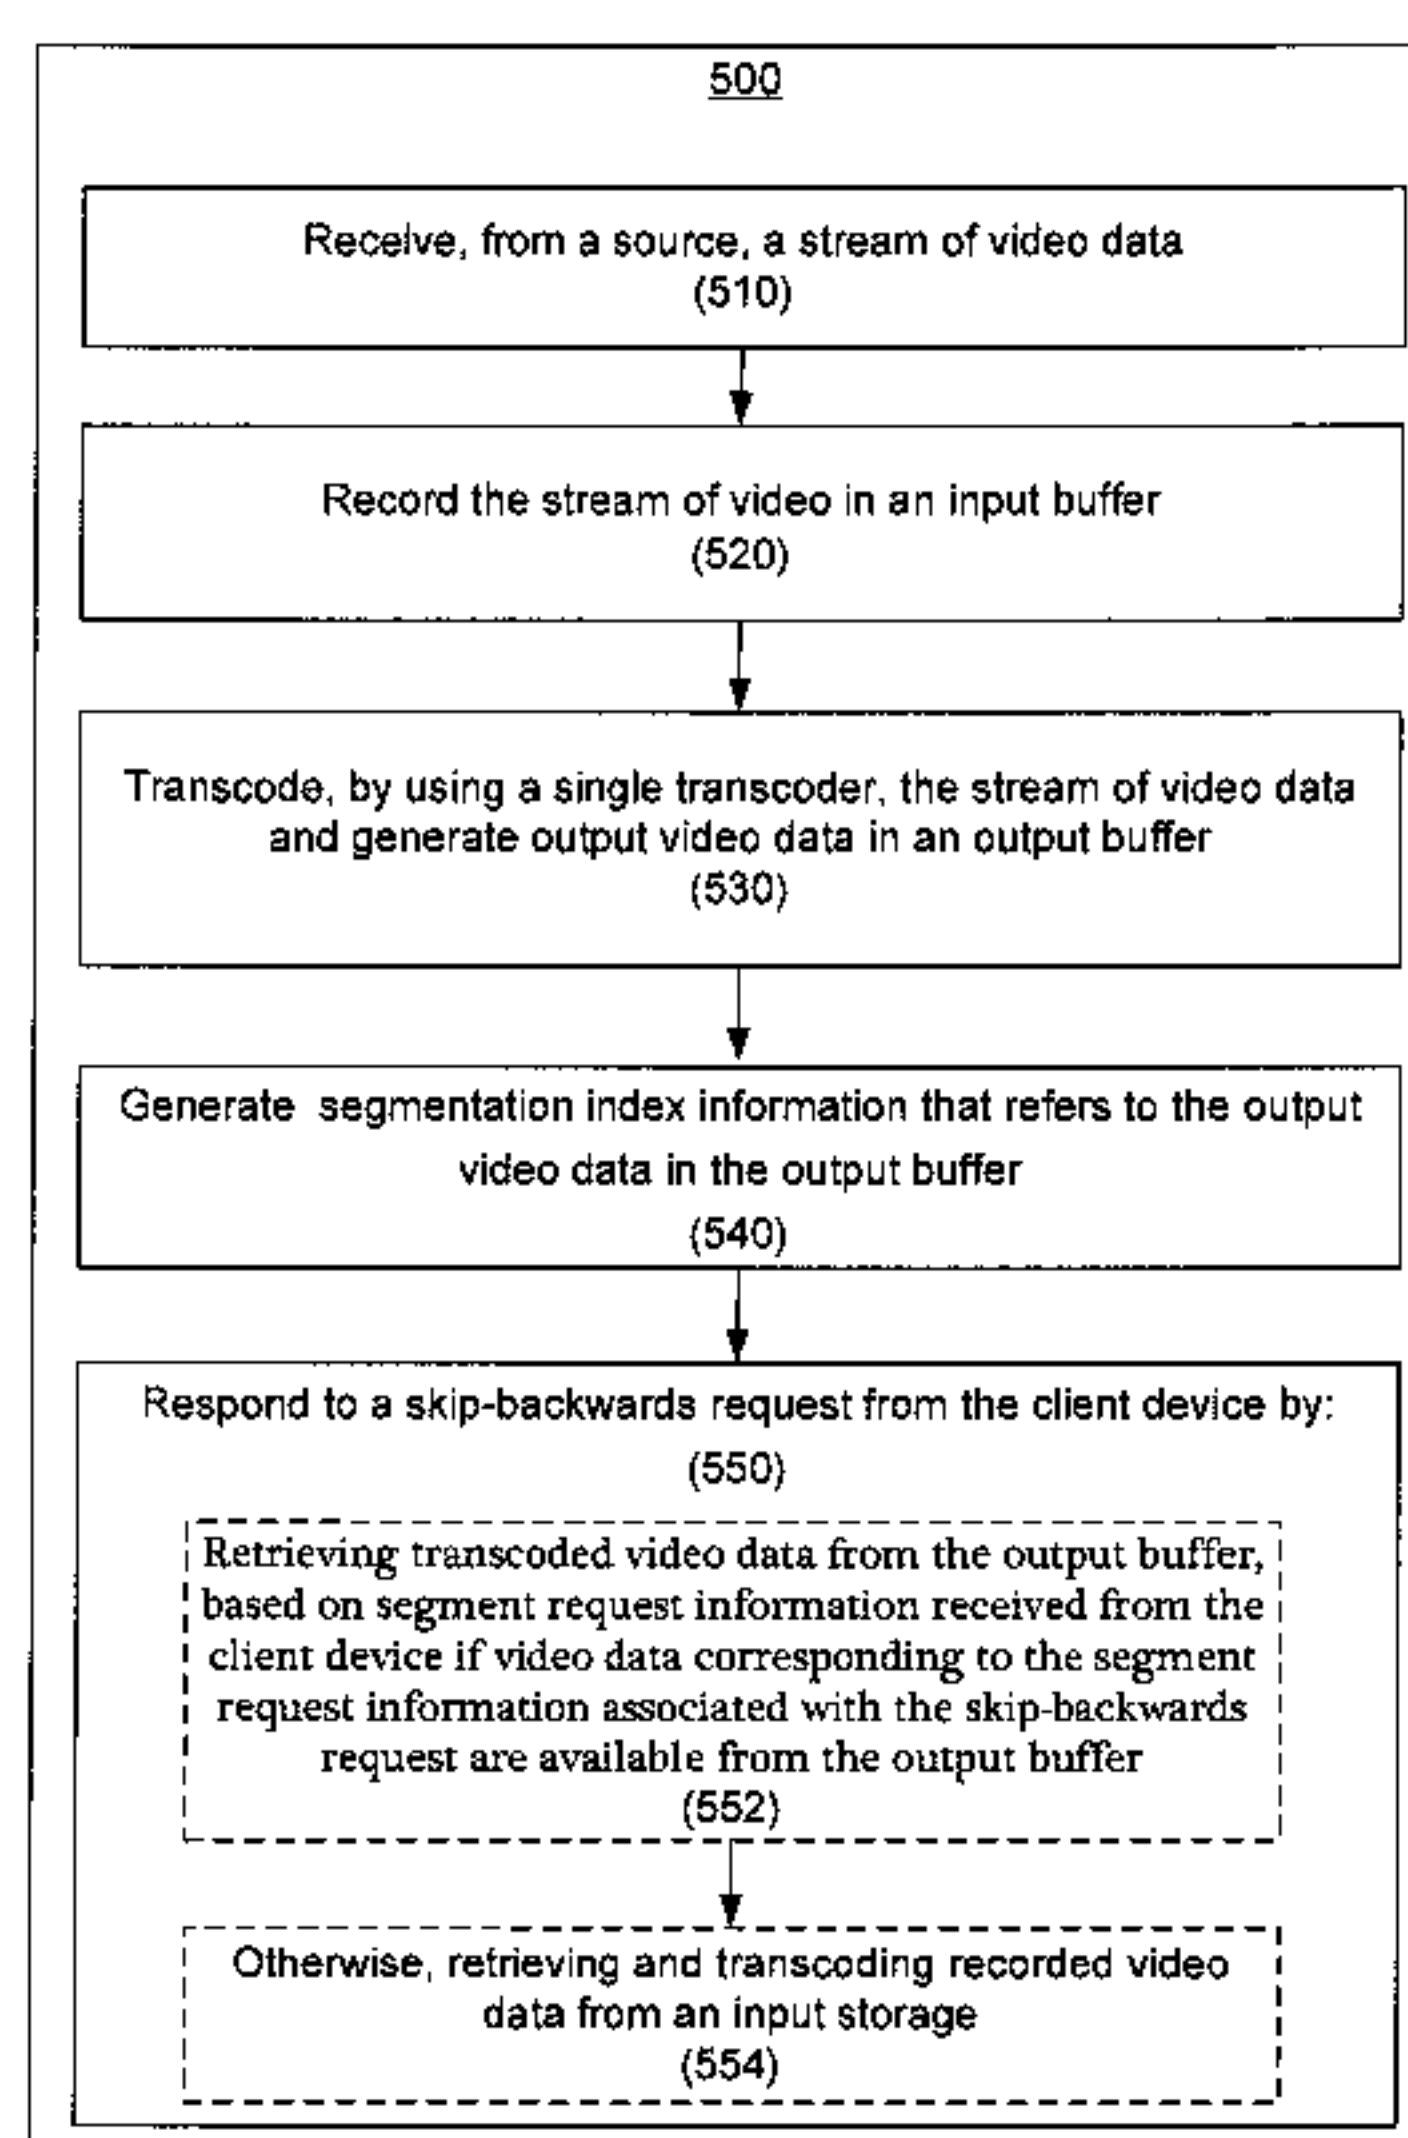 500
Receive, from a source, a stream of video data
(510)
Record the stream of video in an input buffer
(520)
Transcode, by using a single transcoder, the stream of video data
and generate output video data in an output buffer
(530)
Generate segmentation index information that refers to the output
video data in the output buffer
(540)
Respond to a skip-backwards request from the client device by:
(550)
Retrieving transcoded video data from the output buffer,
based on segment request information received from the
client device if video data corresponding to the segment
request information associated with the skip-backwards
request are available from the output buffer
(552)
Otherwise, retrieving and transcoding recorded video
data from an input storage
(554)